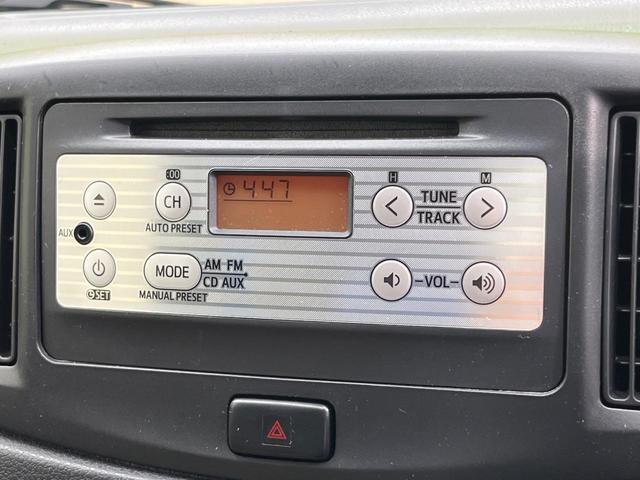 :00
CH
AUTO PRESET
4:47
H
M
TUNE
TRACK
AUX
SET
MODE
AM FM
CD AUX
MANUAL PRESET
-VOL-